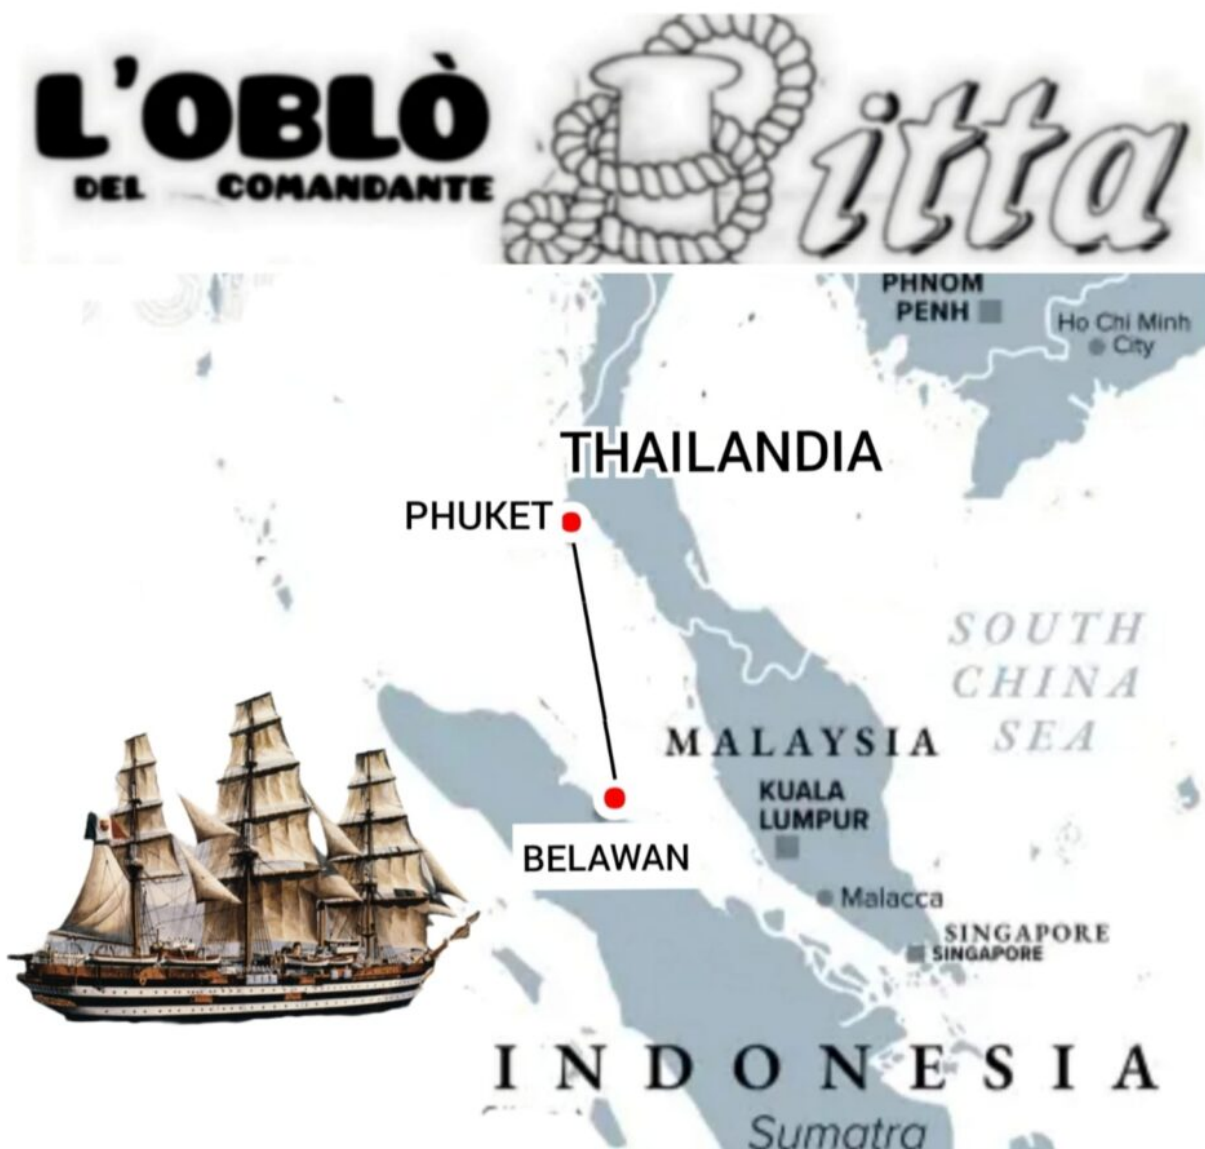 L'OBLÒ
DEL COMANDANTE
Bitta
PHNOM
PENH
Ho Chi Minh
City
THAILANDIA
PHUKET
SOUTH
CHINA
SEA
MALAYSIA
KUALA
LUMPUR
BELAWAN
Malacca
SINGAPORE
SINGAPORE
INDONESIA
Sumatra